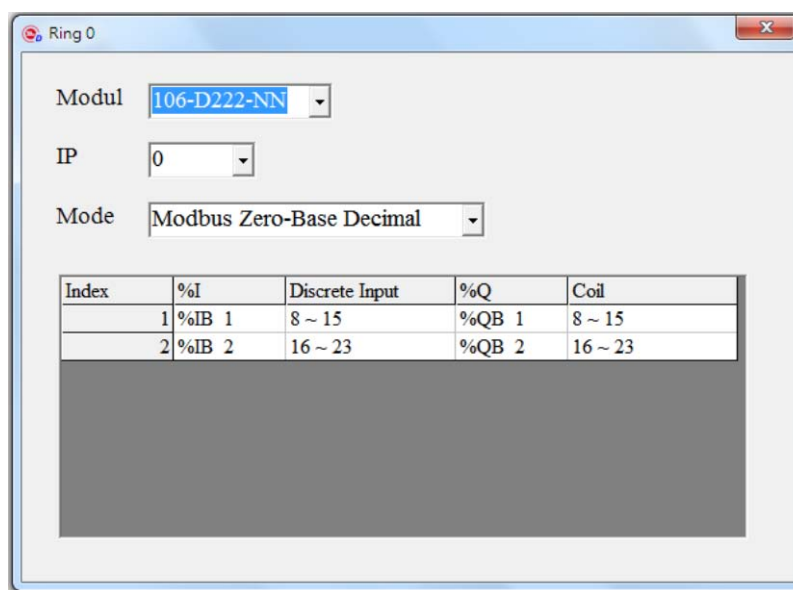 Ring 0
Modul 106-D222-NN
IP 0
Mode Modbus Zero-Base Decimal
Index %I Discrete Input %Q Coil
1 %IB 1 8 ~ 15 %QB 1 8 ~ 15
2 %IB 2 16 ~ 23 %QB 2 16 ~ 23